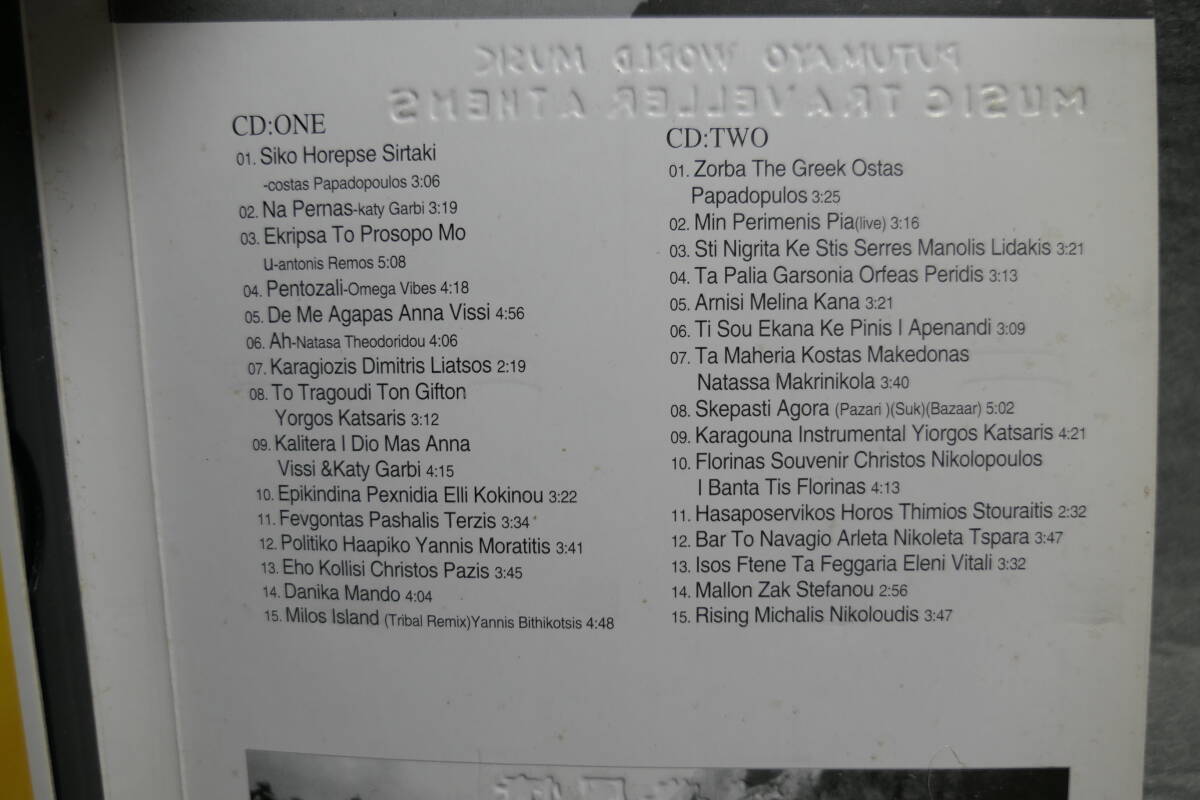 PUTUMAYO WORLD MUSIC
MUSIC TRAVELLER ATHENS
CD:ONE
01. Siko Horepse Sirtaki
-costas Papadopoulos 3:06
02. Na Pernas-katy Garbi 3:19
03. Ekripsa To Prosopo Mo
u-antonis Remos 5:08
04. Pentozali-Omega Vibes 4:18
05. De Me Agapas Anna Vissi 4:56
06. Ah-Natasa Theodoridou 4:06
07. Karagiozis Dimitris Liatsos 2:19
08. To Tragoudi Ton Gifton
Yorgos Katsaris 3:12
09. Kalitera I Dio Mas Anna
Vissi &Katy Garbi 4:15
10. Epikindina Pexnidia Elli Kokinou 3:22
11. Fevgontas Pashalis Terzis 3:34
12. Politiko Haapiko Yannis Moratitis 3:41
13. Eho Kollisi Christos Pazis 3:45
14. Danika Mando 4:04
15. Milos Island (Tribal Remix)Yannis Bithikotsis 4:48
CD:TWO
01. Zorba The Greek Ostas
Papadopulos 3:25
02. Min Perimenis Pia(live) 3:16
03. Sti Nigrita Ke Stis Serres Manolis Lidakis 3:21
04. Ta Palia Garsonia Orfeas Peridis 3:13
05. Arnisi Melina Kana 3:21
06. Ti Sou Ekana Ke Pinis I Apenandi 3:09
07. Ta Maheria Kostas Makedonas
Natassa Makrinikola 3:40
08. Skepasti Agora (Pazari )(Suk)(Bazaar) 5:02
09. Karagouna Instrumental Yiorgos Katsaris 4:21
10. Florinas Souvenir Christos Nikolopoulos
I Banta Tis Florinas 4:13
11. Hasaposervikos Horos Thimios Stouraitis 2:32
12. Bar To Navagio Arleta Nikoleta Tspara 3:47
13. Isos Ftene Ta Feggaria Eleni Vitali 3:32
14. Mallon Zak Stefanou 2:56
15. Rising Michalis Nikoloudis 3:47